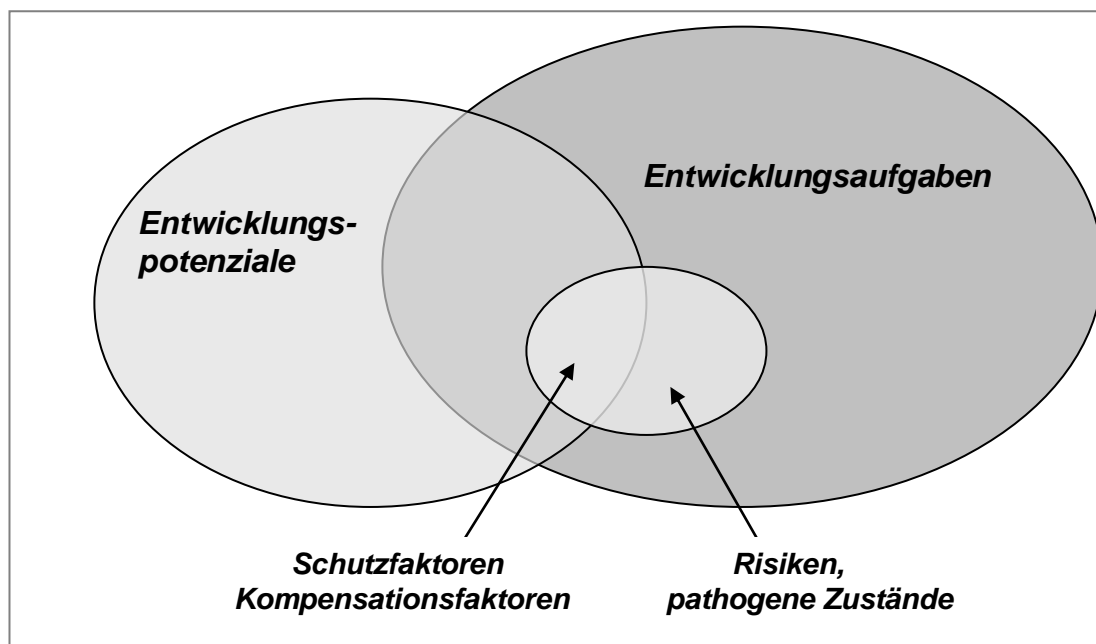 Entwicklungsaufgaben
Entwicklungs-
potenziale
Schutzfaktoren
Kompensationsfaktoren
Risiken,
pathogene Zustände